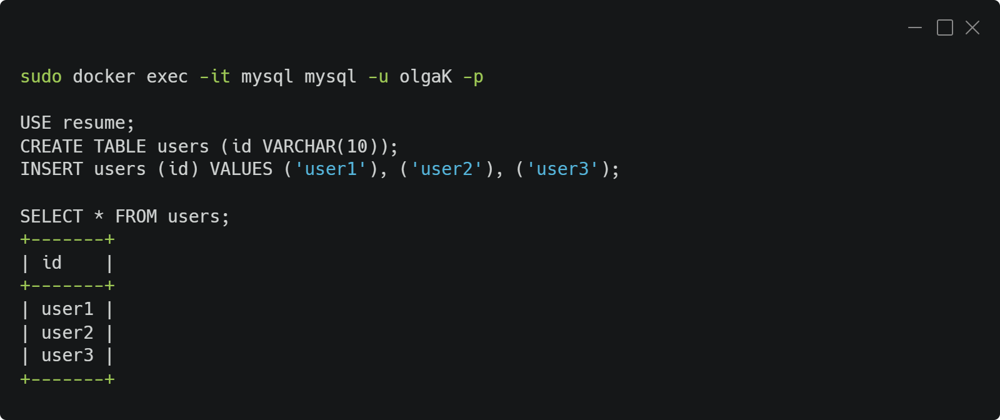 sudo docker exec -it mysql mysql -u olgaK -p
USE resume;
CREATE TABLE users (id VARCHAR(10));
INSERT users (id) VALUES ('user1'), ('user2'), ('user3');
SELECT * FROM users;
+-------+
| id    |
+-------+
| user1 |
| user2 |
| user3 |
+-------+